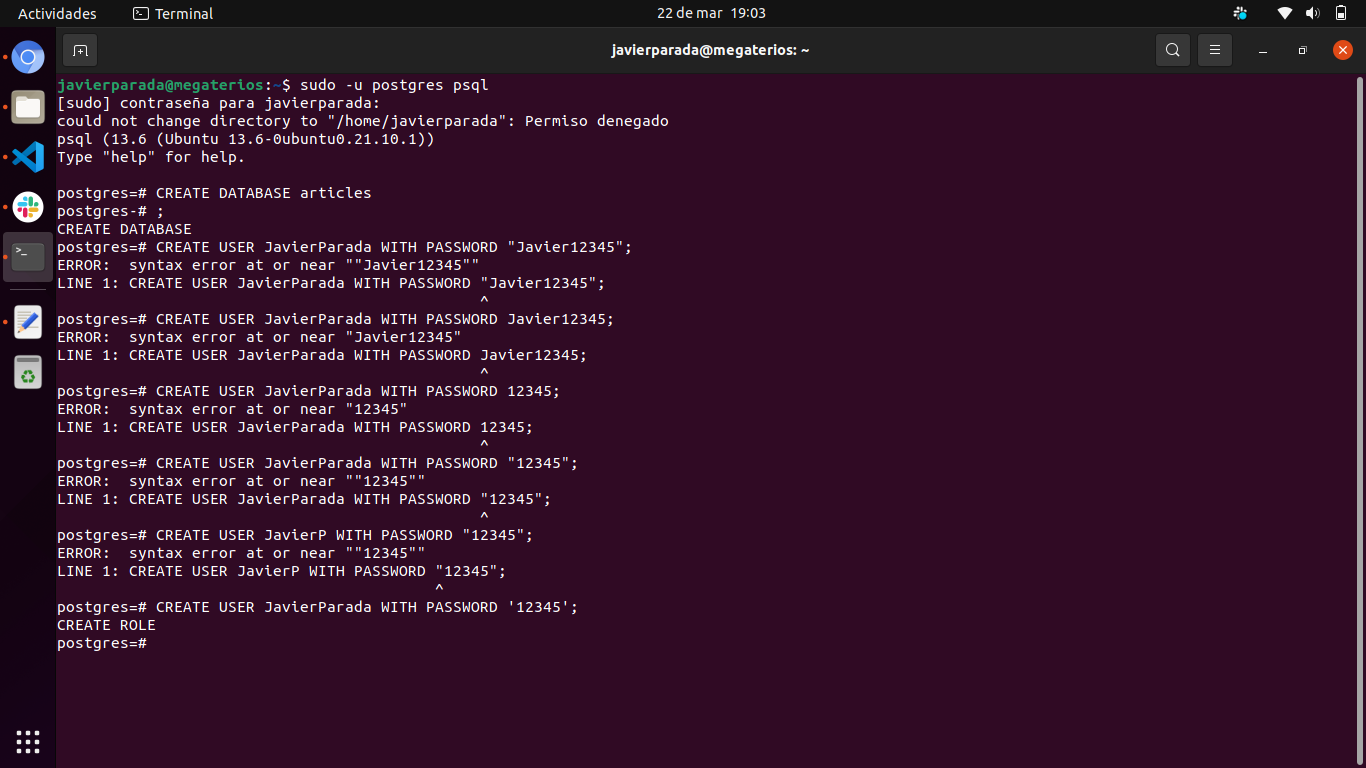 Actividades
Terminal
22 de mar 19:03
javierparada@megaterios: ~
javierparada@megaterios:~$ sudo -u postgres psql
[sudo] contraseña para javierparada:
could not change directory to "/home/javierparada": Permiso denegado
psql (13.6 (Ubuntu 13.6-0ubuntu0.21.10.1))
Type "help" for help.
postgres=# CREATE DATABASE articles
postgres-# ;
CREATE DATABASE
postgres=# CREATE USER JavierParada WITH PASSWORD "Javier12345";
ERROR:  syntax error at or near ""Javier12345""
LINE 1: CREATE USER JavierParada WITH PASSWORD "Javier12345";
                                               ^
postgres=# CREATE USER JavierParada WITH PASSWORD Javier12345;
ERROR:  syntax error at or near "Javier12345"
LINE 1: CREATE USER JavierParada WITH PASSWORD Javier12345;
                                               ^
postgres=# CREATE USER JavierParada WITH PASSWORD 12345;
ERROR:  syntax error at or near "12345"
LINE 1: CREATE USER JavierParada WITH PASSWORD 12345;
                                               ^
postgres=# CREATE USER JavierParada WITH PASSWORD "12345";
ERROR:  syntax error at or near ""12345""
LINE 1: CREATE USER JavierParada WITH PASSWORD "12345";
                                               ^
postgres=# CREATE USER JavierP WITH PASSWORD "12345";
ERROR:  syntax error at or near ""12345""
LINE 1: CREATE USER JavierP WITH PASSWORD "12345";
                                          ^
postgres=# CREATE USER JavierParada WITH PASSWORD '12345';
CREATE ROLE
postgres=#